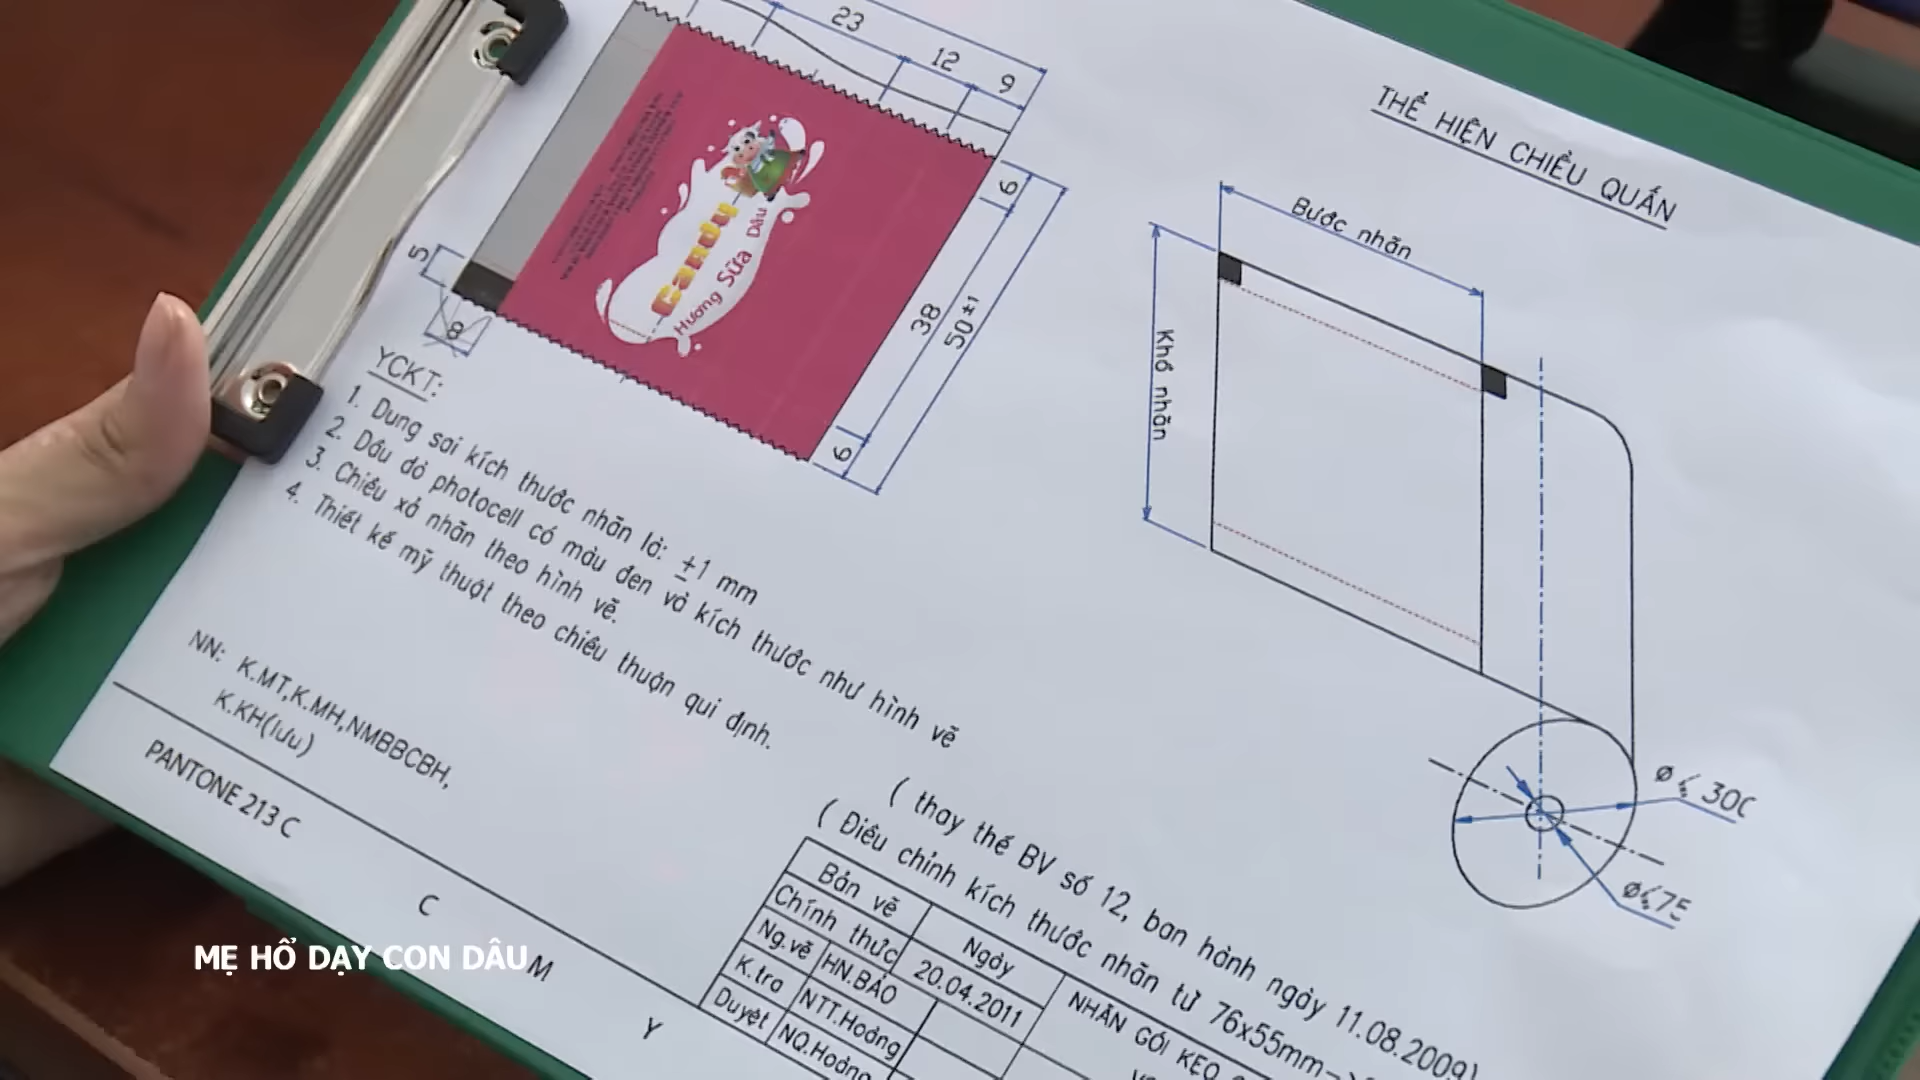 23
12
9
Candy
Hương Sữa Dâu
6
38
50 ±1
6
5
8
YCKT:
1. Dung sai kích thước nhãn là: ±1 mm
2. Dấu dò photocell có màu đen và kích thước như hình vẽ
3. Chiều xả nhãn theo hình vẽ.
4. Thiết kế mỹ thuật theo chiều thuận qui định.
NN: K.MT,K.MH,NMBBCBH,
K.KH(lưu)
PANTONE 213 C
C
M
Y
THỂ HIỆN CHIỀU QUẤN
Bước nhãn
Khổ nhãn
( thay thế BV số 12, ban hành ngày 11.08.2009)
( Điều chỉnh kích thước nhãn từ 76x55mm->
Bản vẽ
Ngày
Chính thức
20.04.2011
Ng.vẽ
HN.BẢO
K.tra
NTT.Hoàng
Duyệt
NQ.Hoàng
NHÃN GÓI KẸO
MẸ HỔ DẠY CON DÂU